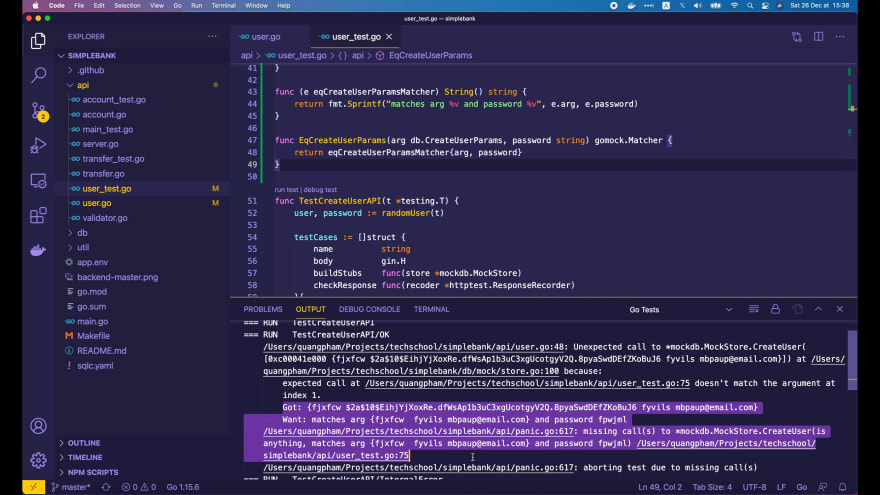 Code File Edit Selection View Go Run Terminal Window Help
Sat 26 Dec at 15:38
user_test.go — simplebank
EXPLORER
SIMPLEBANK
.github
api
account_test.go
account.go
main_test.go
server.go
transfer_test.go
transfer.go
user_test.go M
user.go M
validator.go
db
util
app.env
backend-master.png
go.mod
go.sum
main.go
Makefile
README.md
sqlc.yaml
OUTLINE
TIMELINE
NPM SCRIPTS
user.go user_test.go
api > user_test.go > {} api > EqCreateUserParams
41 }
42
43 func (e eqCreateUserParamsMatcher) String() string {
44 return fmt.Sprintf("matches arg %v and password %v", e.arg, e.password)
45 }
46
47 func EqCreateUserParams(arg db.CreateUserParams, password string) gomock.Matcher {
48 return eqCreateUserParamsMatcher{arg, password}
49 }
50
run test | debug test
51 func TestCreateUserAPI(t *testing.T) {
52 user, password := randomUser(t)
53
54 testCases := []struct {
55 name string
56 body gin.H
57 buildStubs func(store *mockdb.MockStore)
58 checkResponse func(recoder *httptest.ResponseRecorder)
59 }{
PROBLEMS OUTPUT DEBUG CONSOLE TERMINAL Go Tests
=== RUN TestCreateUserAPI
=== RUN TestCreateUserAPI/OK
/Users/quangpham/Projects/techschool/simplebank/api/user.go:48: Unexpected call to *mockdb.MockStore.CreateUser(
[0xc00041e000 {fjxfcw $2a$10$EihjYjXoxRe.dfWsAp1b3uC3xgUcotgyV2Q.8pyaSwdDEfZKoBuJ6 fyvils mbpaup@email.com}]) at /Users/
quangpham/Projects/techschool/simplebank/db/mock/store.go:100 because:
expected call at /Users/quangpham/Projects/techschool/simplebank/api/user_test.go:75 doesn't match the argument at
index 1.
Got: {fjxfcw $2a$10$EihjYjXoxRe.dfWsAp1b3uC3xgUcotgyV2Q.8pyaSwdDEfZKoBuJ6 fyvils mbpaup@email.com}
Want: matches arg {fjxfcw  fyvils mbpaup@email.com} and password fpwjml
/Users/quangpham/Projects/techschool/simplebank/api/panic.go:617: missing call(s) to *mockdb.MockStore.CreateUser(is
anything, matches arg {fjxfcw  fyvils mbpaup@email.com} and password fpwjml) /Users/quangpham/Projects/techschool/
simplebank/api/user_test.go:75
/Users/quangpham/Projects/techschool/simplebank/api/panic.go:617: aborting test due to missing call(s)
=== RUN TestCreateUserAPI/InternalError
master* 0 0 Go 1.15.6
Ln 49, Col 2 Tab Size: 4 UTF-8 LF Go